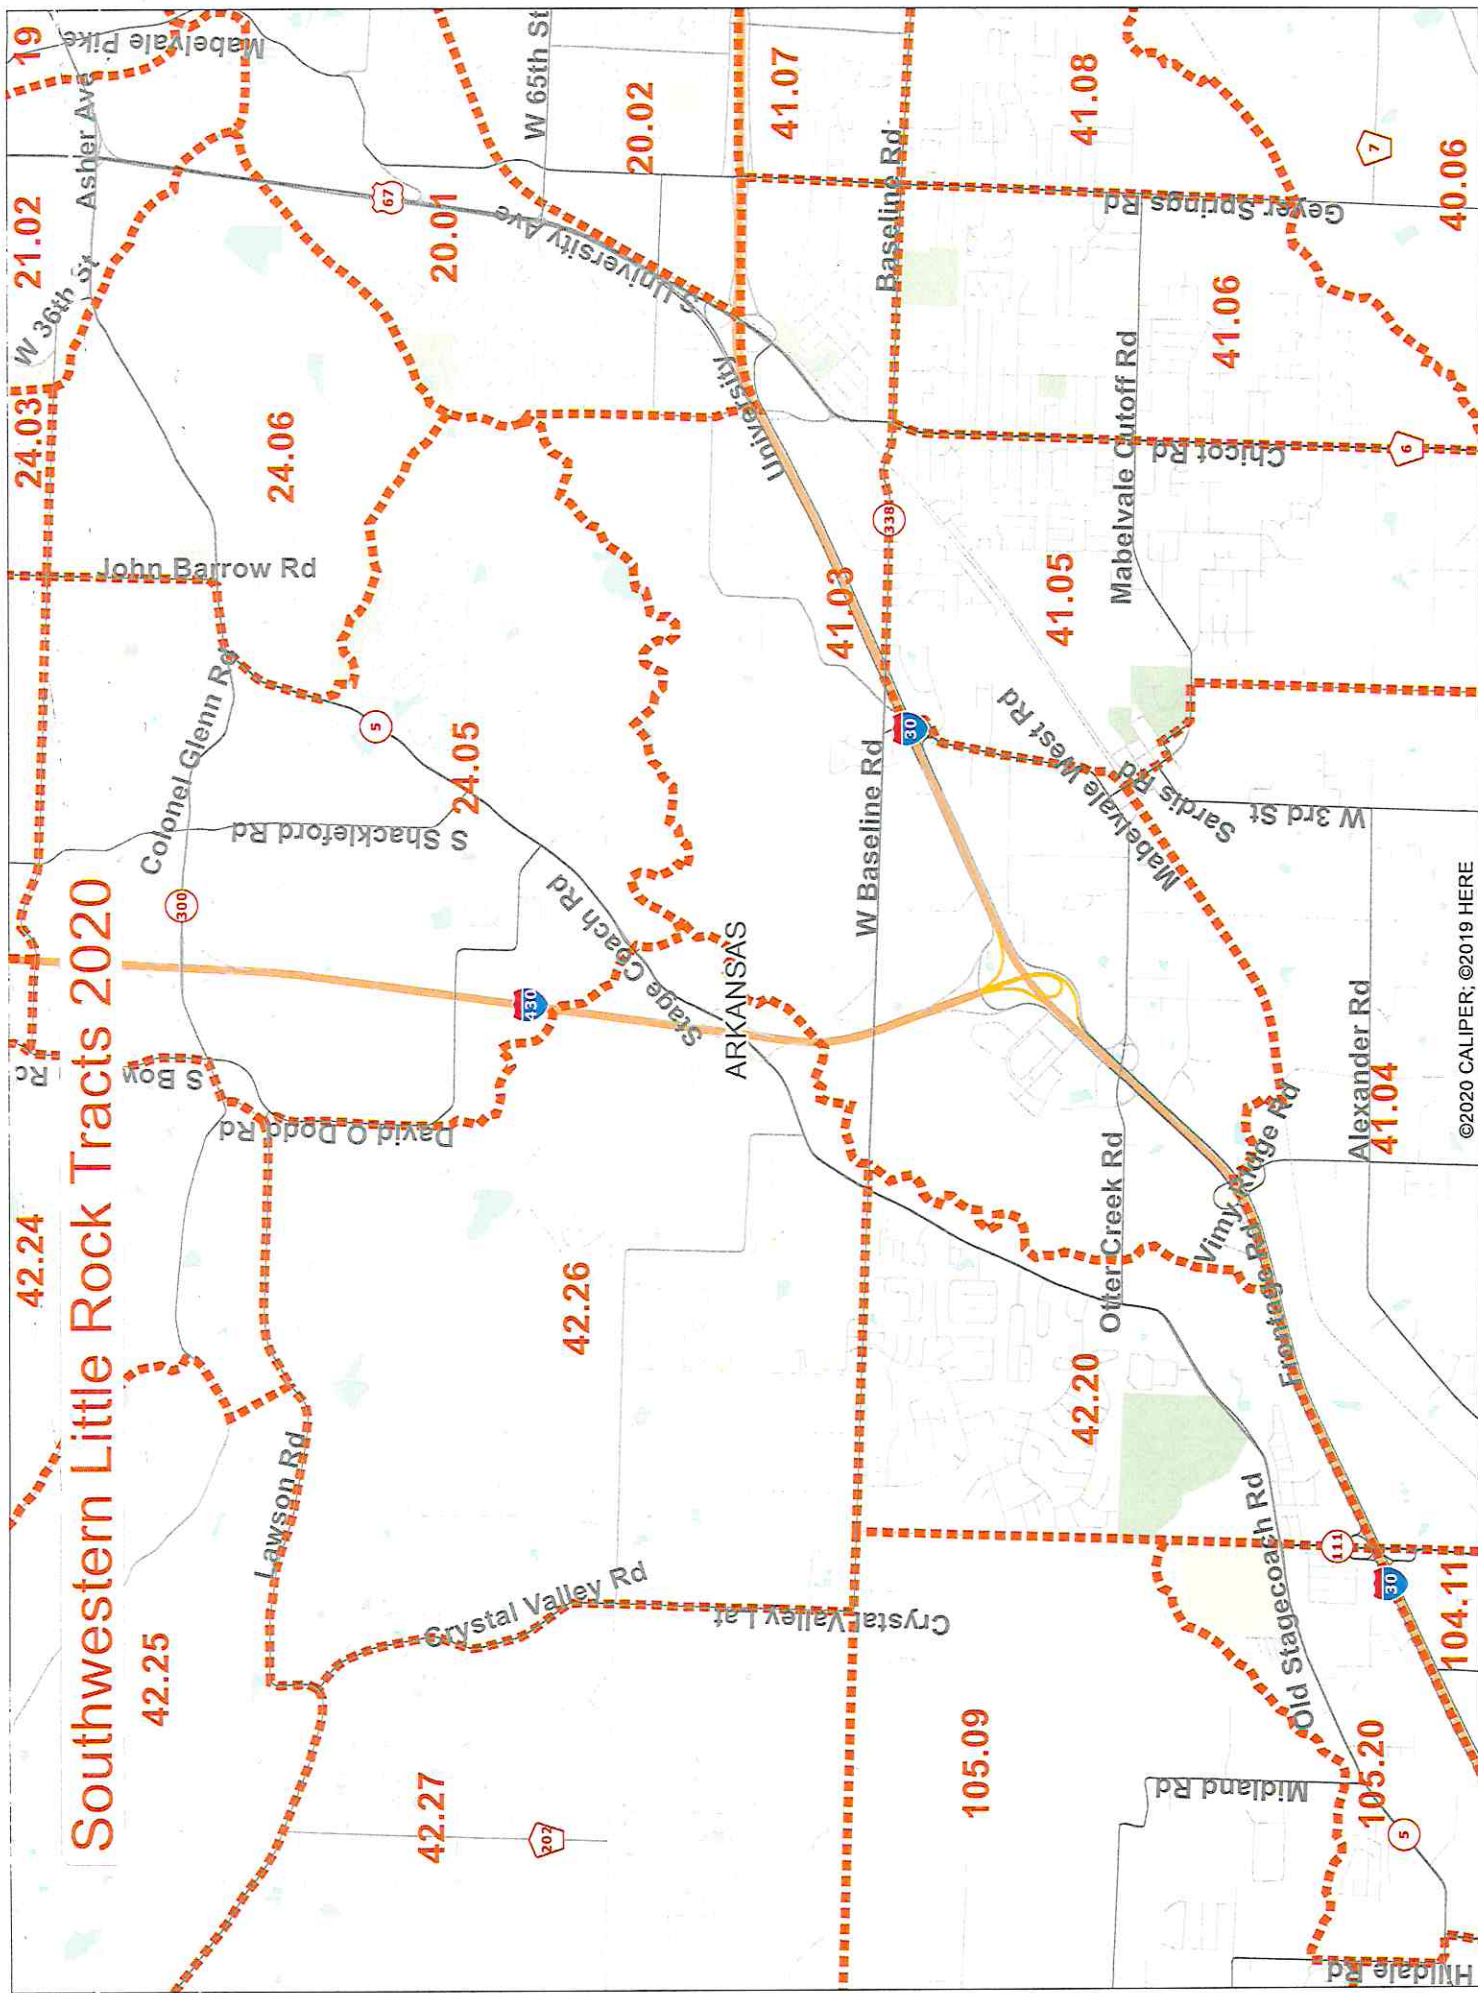 Southwestern Little Rock Tracts 2020
42.24
24.03
21.02
19
W 36th St
Asher Ave
Mabelvale Pike
Rd
S Bow
300
Colonel Glenn Rd
John Barrow Rd
42.25
Lawson Rd
David O Dodd Rd
S Shackleford Rd
5
24.06
67
20.01
42.27
202
Crystal Valley Rd
42.26
430
Stage Coach Rd
24.05
S University Ave
W 65th St
20.02
Crystal Valley Lat
ARKANSAS
University
41.07
W Baseline Rd
41.03
338
Baseline Rd
30
105.09
42.20
Otter Creek Rd
Mabelvale West Rd
41.05
Mabelvale Cutoff Rd
41.08
Midland Rd
Old Stagecoach Rd
Vimy Ridge Rd
Frontage Rd
Sardis Rd
W 3rd St
Chicot Rd
41.06
Geyer Springs Rd
Hilldale Rd
105.20
5
111
30
104.11
Alexander Rd
41.04
6
7
40.06
©2020 CALIPER; ©2019 HERE